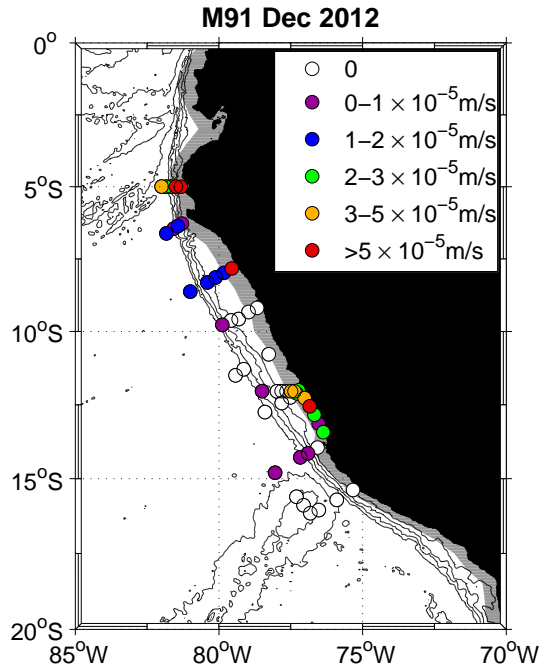 M91 Dec 2012
0°
5°S
10°S
15°S
20°S
85°W
80°W
75°W
70°W
0
0–1 × 10⁻⁵m/s
1–2 × 10⁻⁵m/s
2–3 × 10⁻⁵m/s
3–5 × 10⁻⁵m/s
>5 × 10⁻⁵m/s